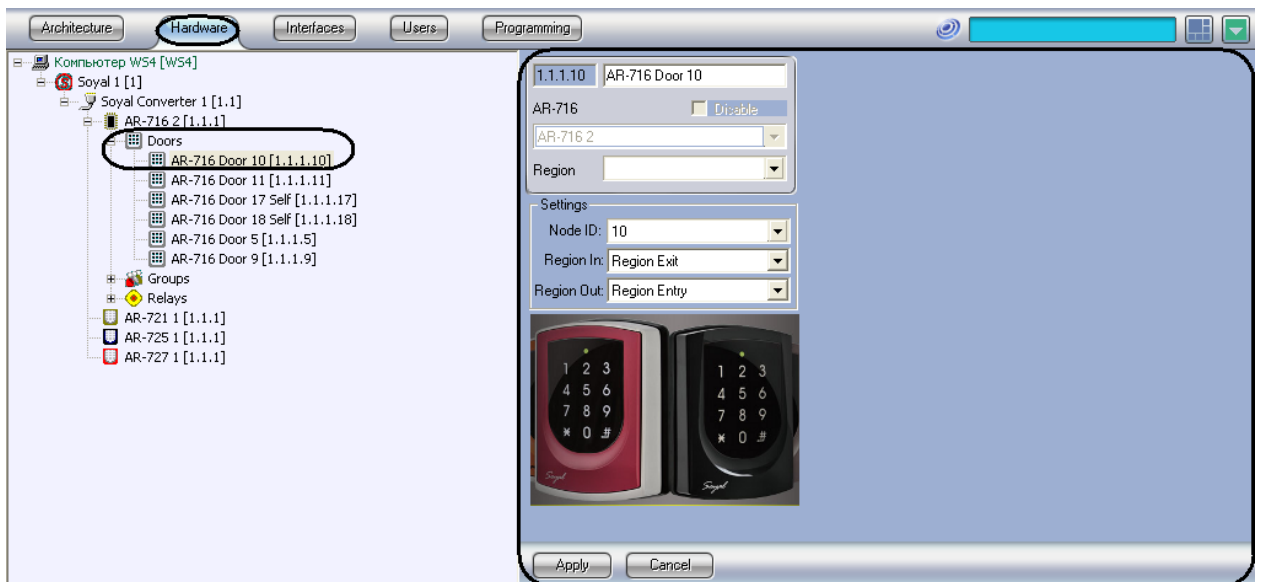 Architecture Hardware Interfaces Users Programming
Компьютер WS4 [WS4]
Soyal 1 [1]
Soyal Converter 1 [1.1]
AR-716 2 [1.1.1]
Doors
AR-716 Door 10 [1.1.1.10]
AR-716 Door 11 [1.1.1.11]
AR-716 Door 17 Self [1.1.1.17]
AR-716 Door 18 Self [1.1.1.18]
AR-716 Door 5 [1.1.1.5]
AR-716 Door 9 [1.1.1.9]
Groups
Relays
AR-721 1 [1.1.1]
AR-725 1 [1.1.1]
AR-727 1 [1.1.1]
1.1.1.10 AR-716 Door 10
AR-716 Disable
AR-716 2
Region
Settings
Node ID: 10
Region In: Region Exit
Region Out: Region Entry
1 2 3
4 5 6
7 8 9
* 0 #
Soyal
1 2 3
4 5 6
7 8 9
* 0 #
Soyal
Apply Cancel